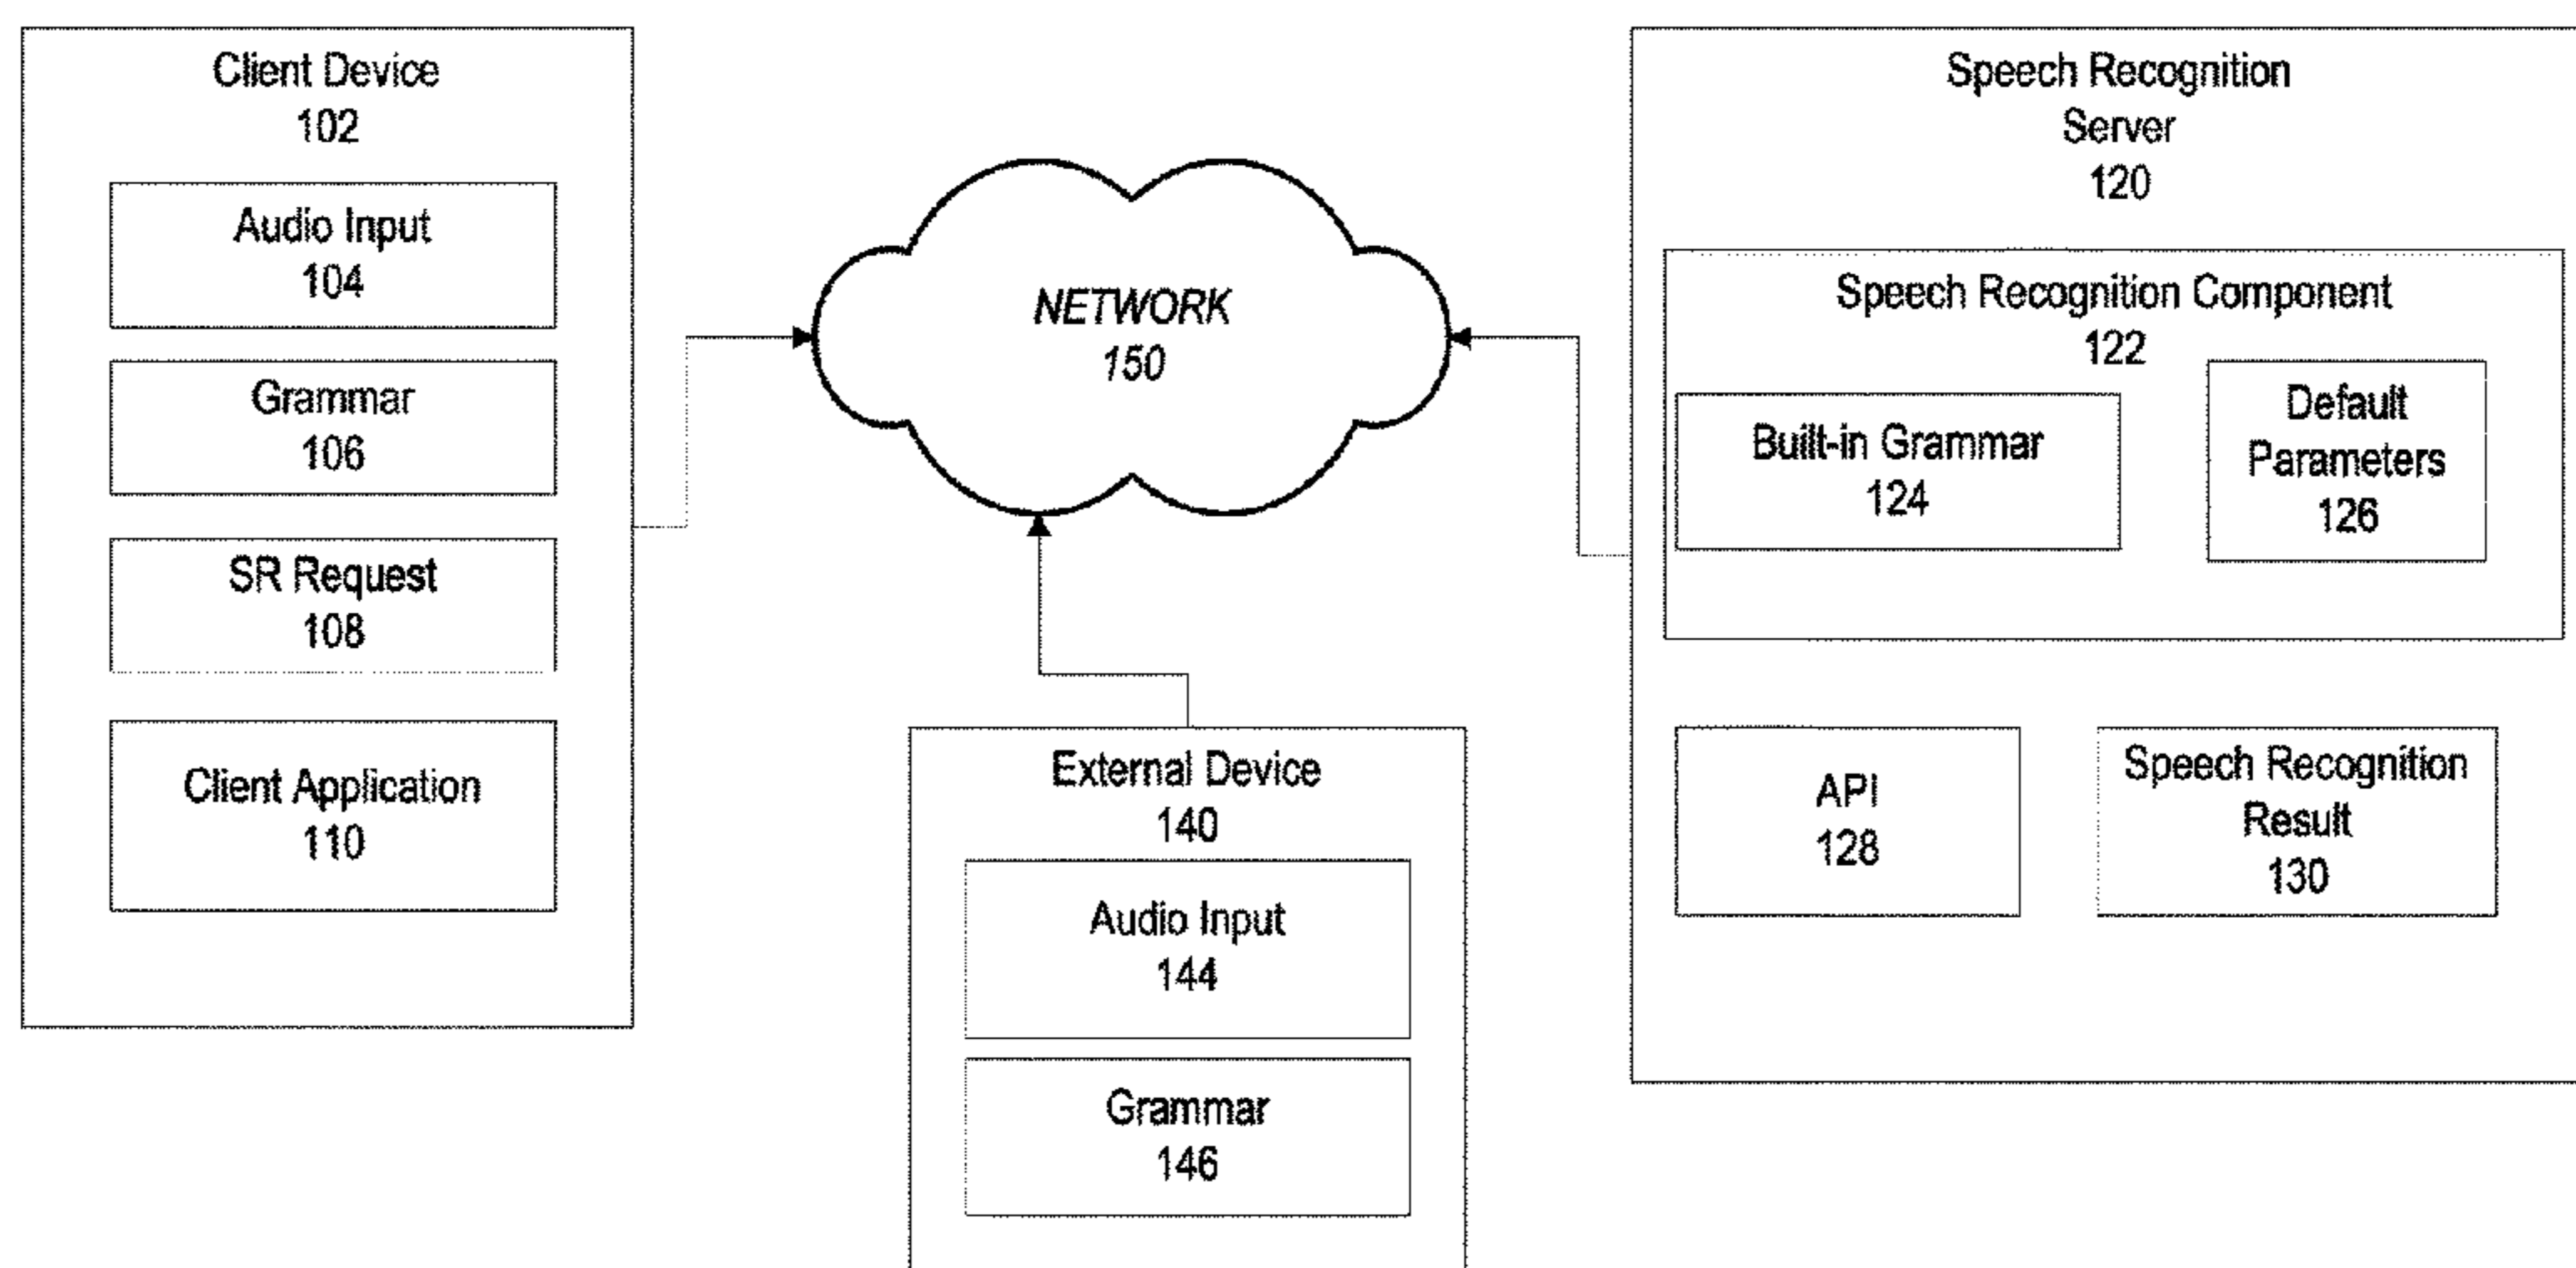 Client Device
102
Audio Input
104
Grammar
106
SR Request
108
Client Application
110
NETWORK
150
External Device
140
Audio Input
144
Grammar
146
Speech Recognition
Server
120
Speech Recognition Component
122
Built-in Grammar
124
Default
Parameters
126
API
128
Speech Recognition
Result
130